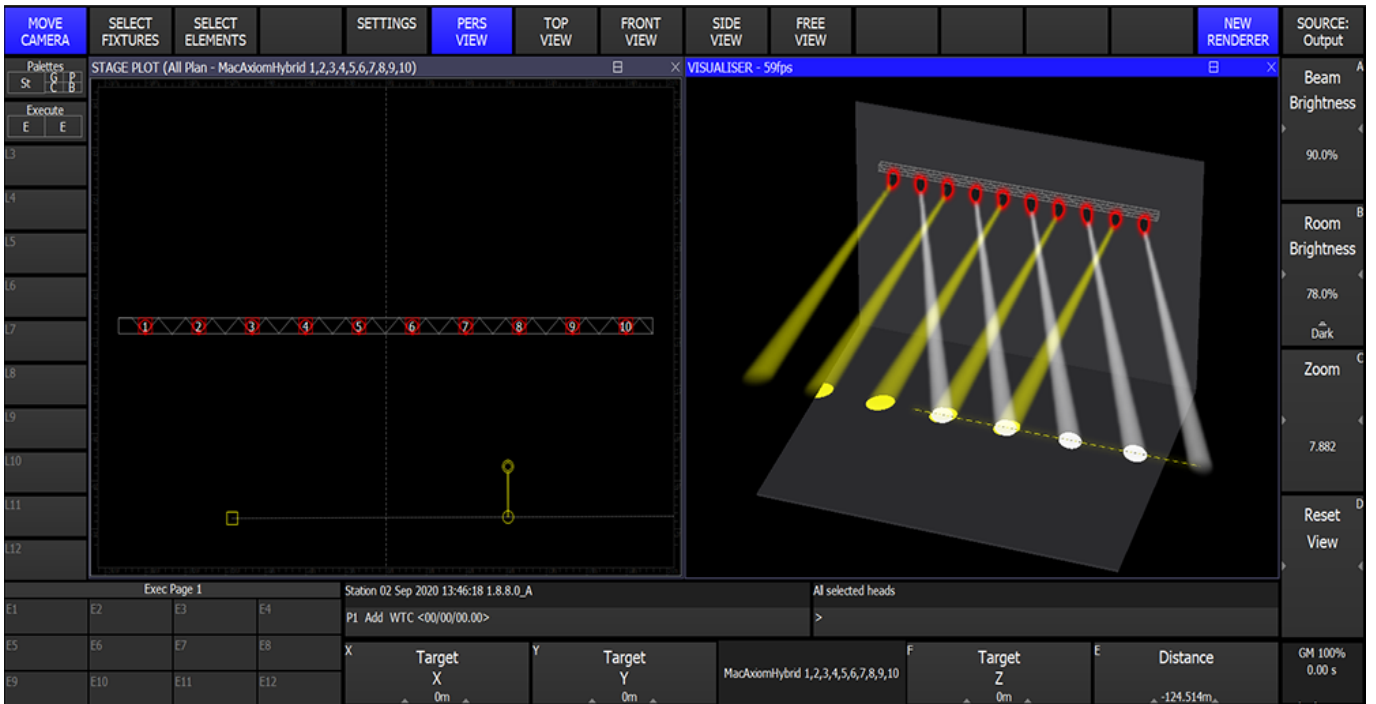 MOVE
CAMERA
SELECT
FIXTURES
SELECT
ELEMENTS
SETTINGS
PERS
VIEW
TOP
VIEW
FRONT
VIEW
SIDE
VIEW
FREE
VIEW
NEW
RENDERER
SOURCE:
Output
Palettes
St
G P
C B
Execute
E E
L3
L4
L5
L6
L7
L8
L9
L10
L11
L12
STAGE PLOT (All Plan - MacAxiomHybrid 1,2,3,4,5,6,7,8,9,10)
1 2 3 4 5 6 7 8 9 10
VISUALISER - 59fps
A
Beam
Brightness
90.0%
B
Room
Brightness
78.0%
Dark
C
Zoom
7.882
D
Reset
View
Exec Page 1
E1 E2 E3 E4
E5 E6 E7 E8
E9 E10 E11 E12
Station 02 Sep 2020 13:46:18 1.8.8.0_A
P1 Add WTC <00/00/00.00>
All selected heads
>
X
Target
X
0m
Y
Target
Y
0m
MacAxiomHybrid 1,2,3,4,5,6,7,8,9,10
F
Target
Z
0m
E
Distance
-124.514m
GM 100%
0.00 s